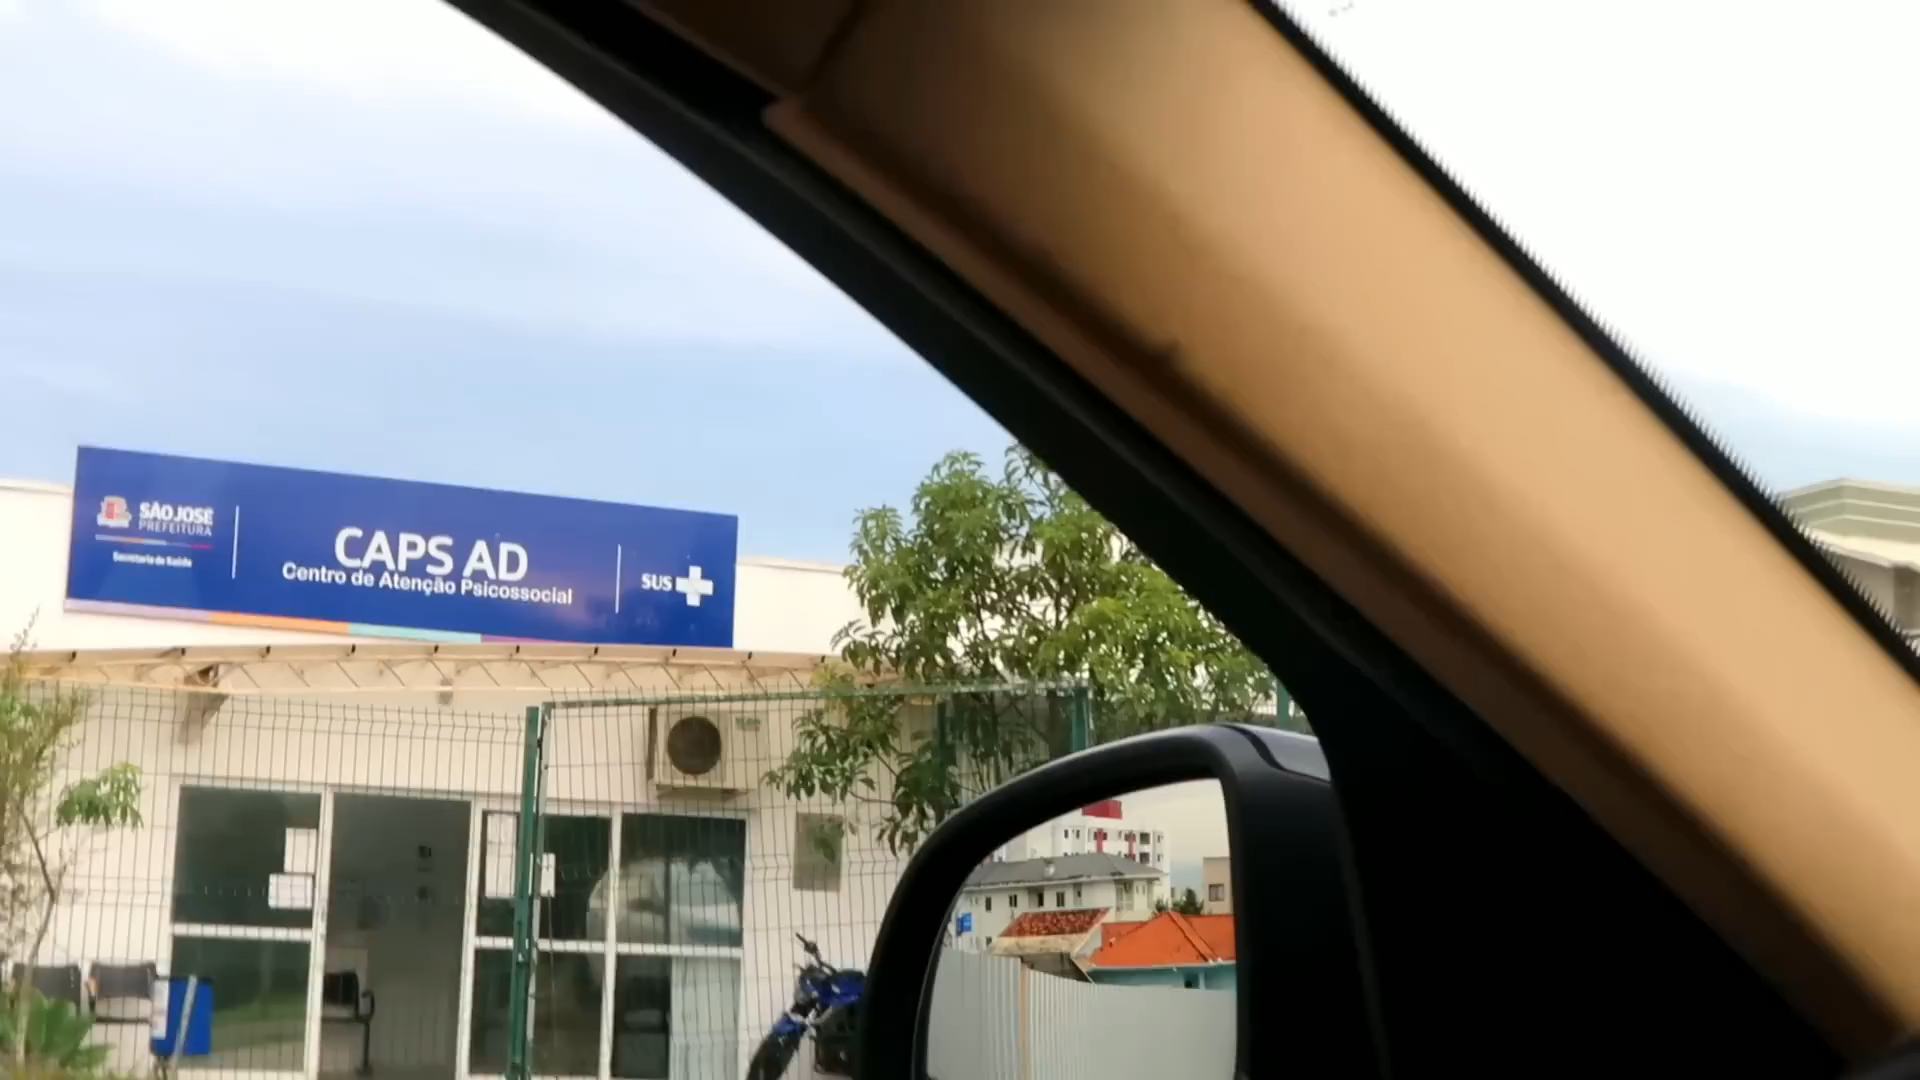 SÃO JOSÉ
PREFEITURA
Secretaria de Saúde
CAPS AD
Centro de Atenção Psicossocial
SUS